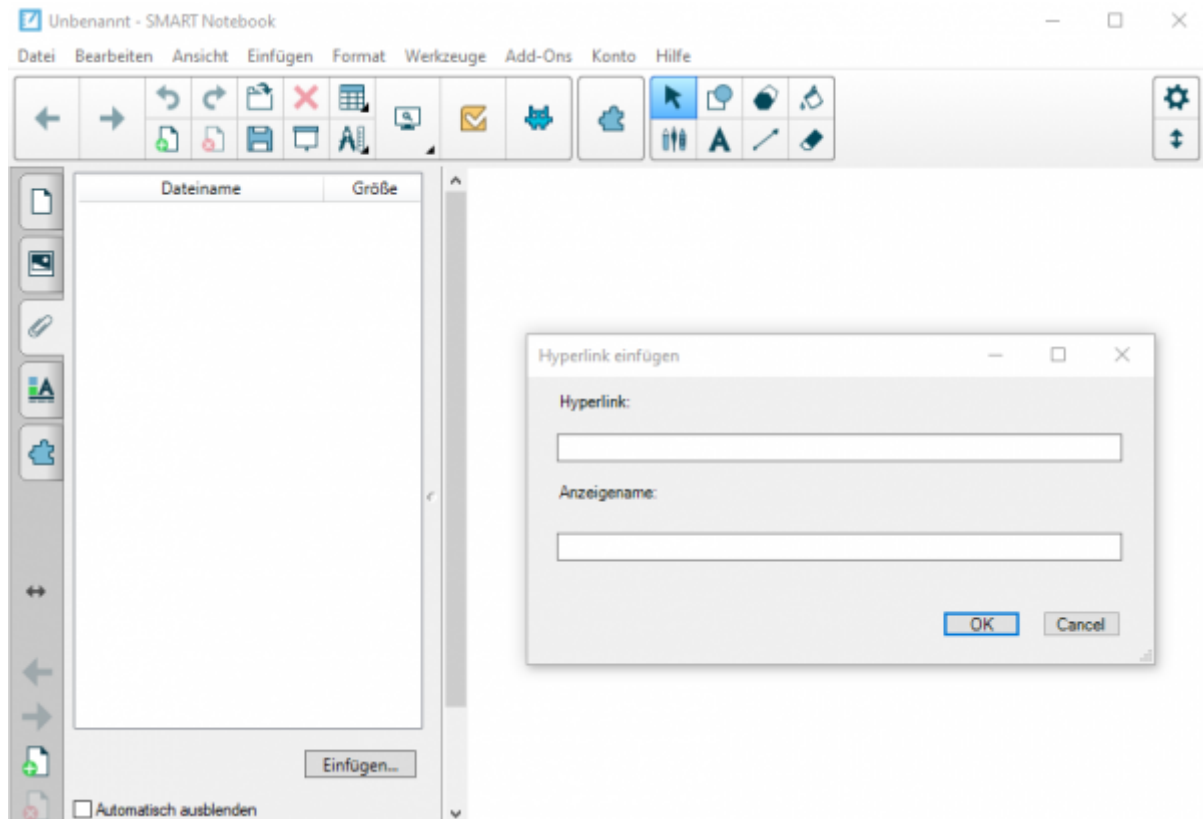 Unbenannt - SMART Notebook
Datei Bearbeiten Ansicht Einfügen Format Werkzeuge Add-Ons Konto Hilfe
Dateiname Größe
Hyperlink einfügen
Hyperlink:
Anzeigename:
OK Cancel
Einfügen...
Automatisch ausblenden